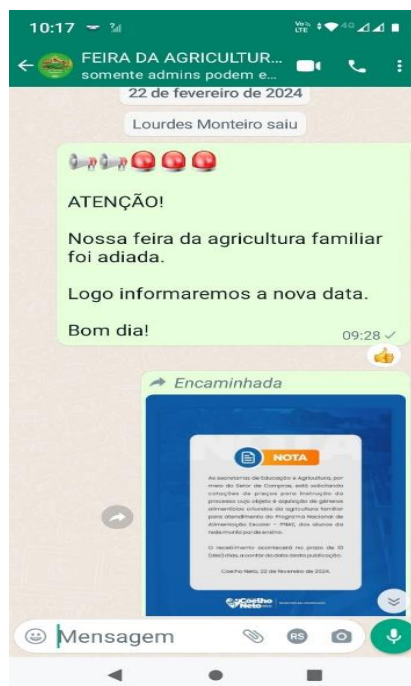 10:17
Vo)) LTE 4G
FEIRA DA AGRICULTUR...
somente admins podem e...
22 de fevereiro de 2024
Lourdes Monteiro saiu
ATENÇÃO!
Nossa feira da agricultura familiar
foi adiada.
Logo informaremos a nova data.
Bom dia!
09:28
Encaminhada
NOTA
As secretarias de Educação e Agricultura, por
meio do Setor de Compras, está solicitando
cotações de preços para instrução do
processo cujo objeto é aquisição de gêneros
alimentícios oriundos da agricultura familiar
para atendimento do Programa Nacional de
Alimentação Escolar - PNAE, dos alunos da
rede municipal de ensino.
O recebimento acontecerá no prazo de 10
(dez) dias, a contar da data desta publicação.
Coelho Neto, 22 de fevereiro de 2024.
Coelho
Neto
Mensagem
RS